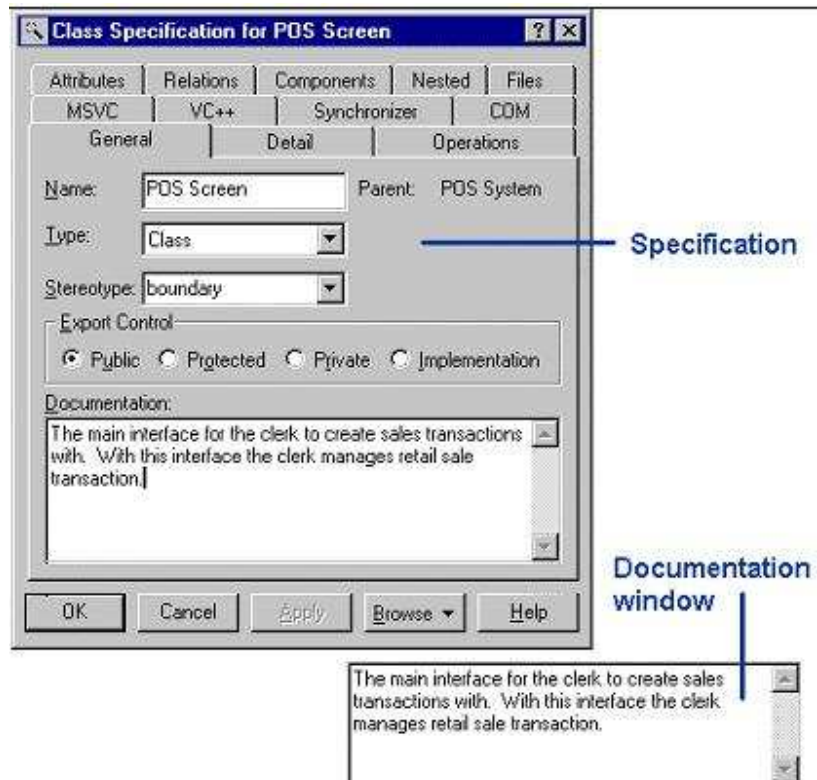 Class Specification for POS Screen
Attributes Relations Components Nested Files
MSVC VC++ Synchronizer COM
General Detail Operations
Name: POS Screen Parent: POS System
Type: Class
Specification
Stereotype: boundary
Export Control
Public Protected Private Implementation
Documentation:
The main interface for the clerk to create sales transactions
with. With this interface the clerk manages retail sale
transaction.
Documentation
window
OK Cancel Apply Browse Help
The main interface for the clerk to create sales
transactions with. With this interface the clerk
manages retail sale transaction.